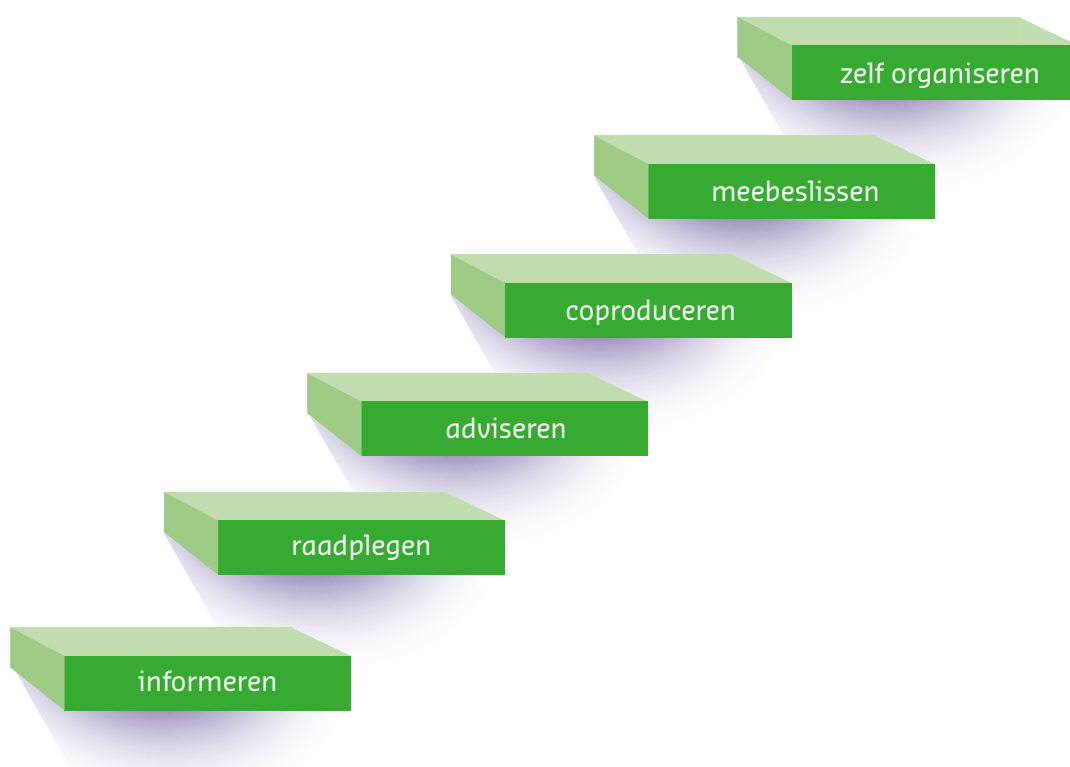 zelf organiseren
meebeslissen
coproduceren
adviseren
raadplegen
informeren